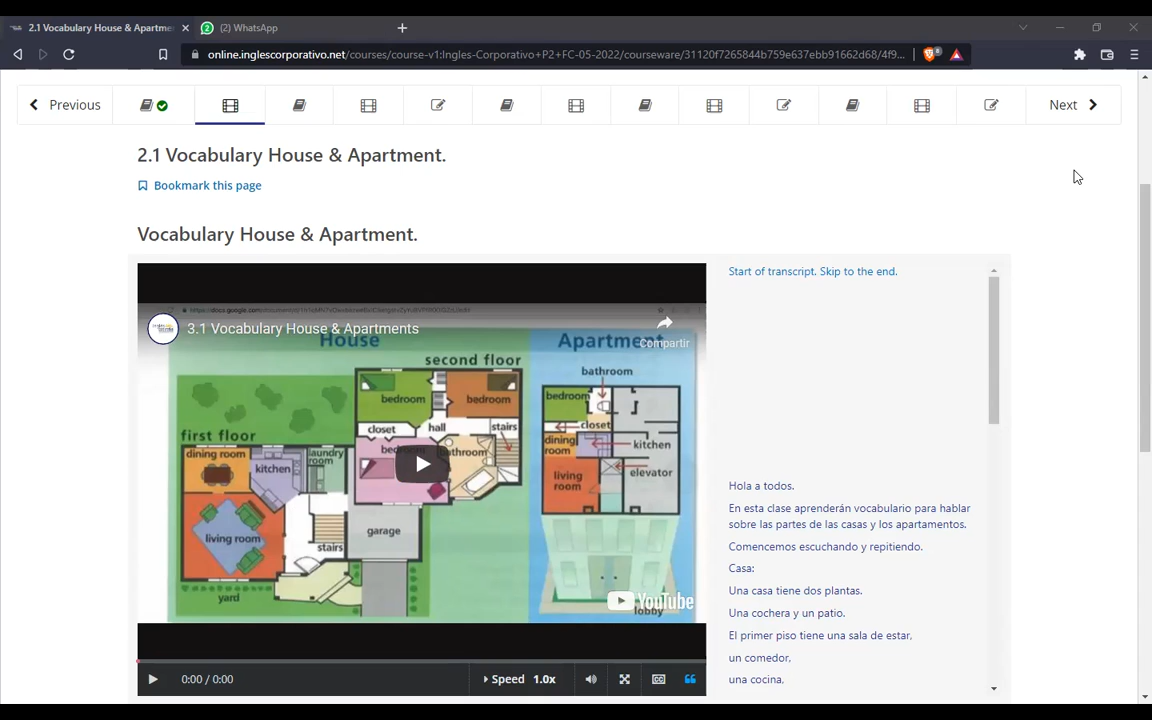 2.1 Vocabulary House & Apartme
(2) WhatsApp
online.inglescorporativo.net/courses/course-v1:Ingles-Corporativo+P2+FC-05-2022/courseware/31120f7265844b759e637ebb91662d68/4f9...
Previous
Next
2.1 Vocabulary House & Apartment.
Bookmark this page
Vocabulary House & Apartment.
3.1 Vocabulary House & Apartments
Compartir
House
second floor
bedroom
bedroom
closet
hall
stairs
bedroom
bathroom
first floor
dining room
kitchen
laundry
room
living room
stairs
garage
yard
Apartment
bathroom
bedroom
closet
dining
room
kitchen
living
room
elevator
YouTube
lobby
0:00 / 0:00
Speed 1.0x
CC
Start of transcript. Skip to the end.
Hola a todos.
En esta clase aprenderán vocabulario para hablar
sobre las partes de las casas y los apartamentos.
Comencemos escuchando y repitiendo.
Casa:
Una casa tiene dos plantas.
Una cochera y un patio.
El primer piso tiene una sala de estar,
un comedor,
una cocina,